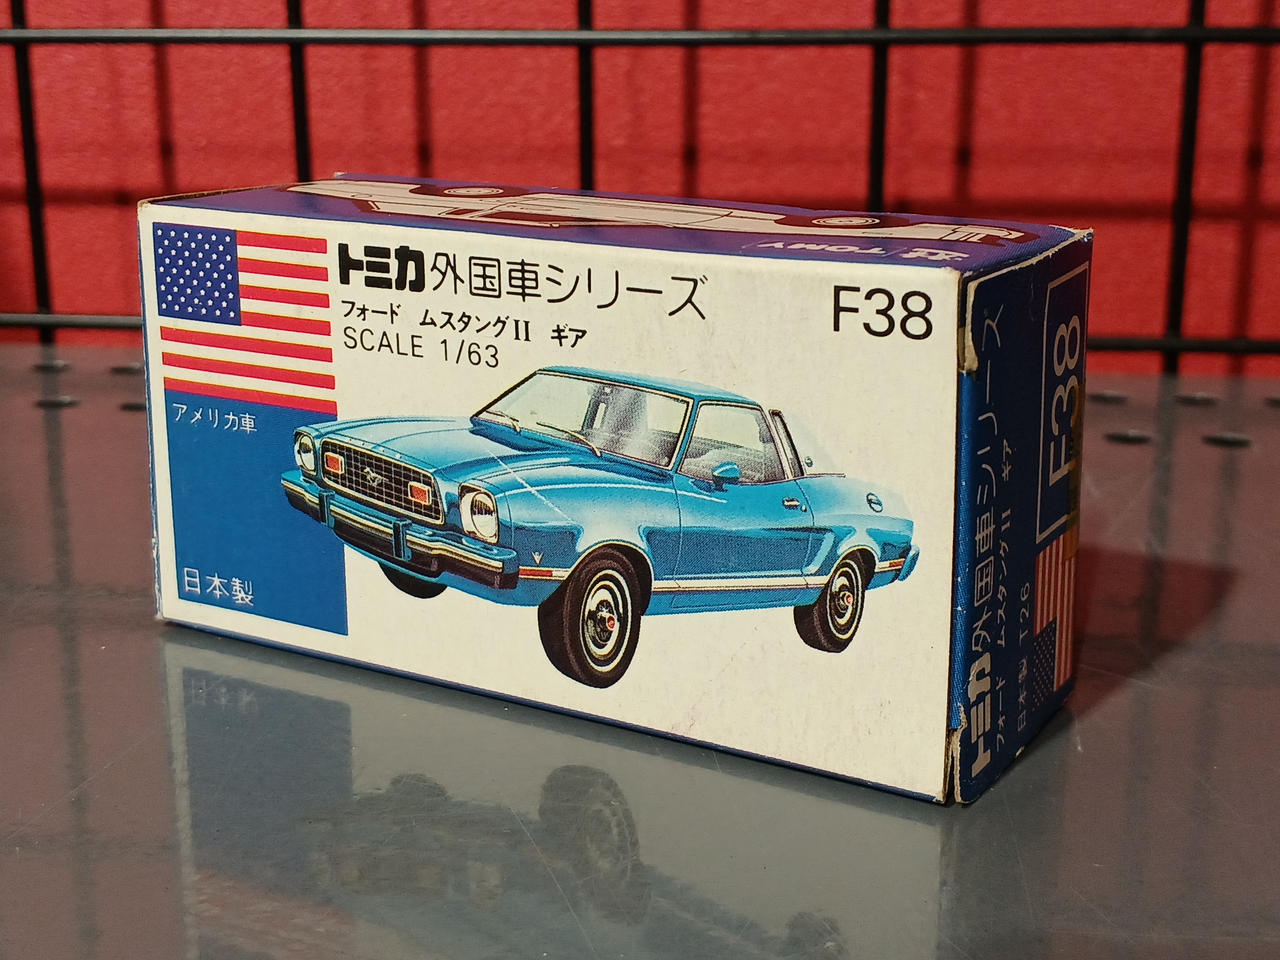 トミカ外国車シリーズ
F38
フォード ムスタングII ギア
SCALE 1/63
アメリカ車
日本製
TOMY
F38
トミカ外国車シリーズ
フォード ムスタングII ギア
日本製 T26